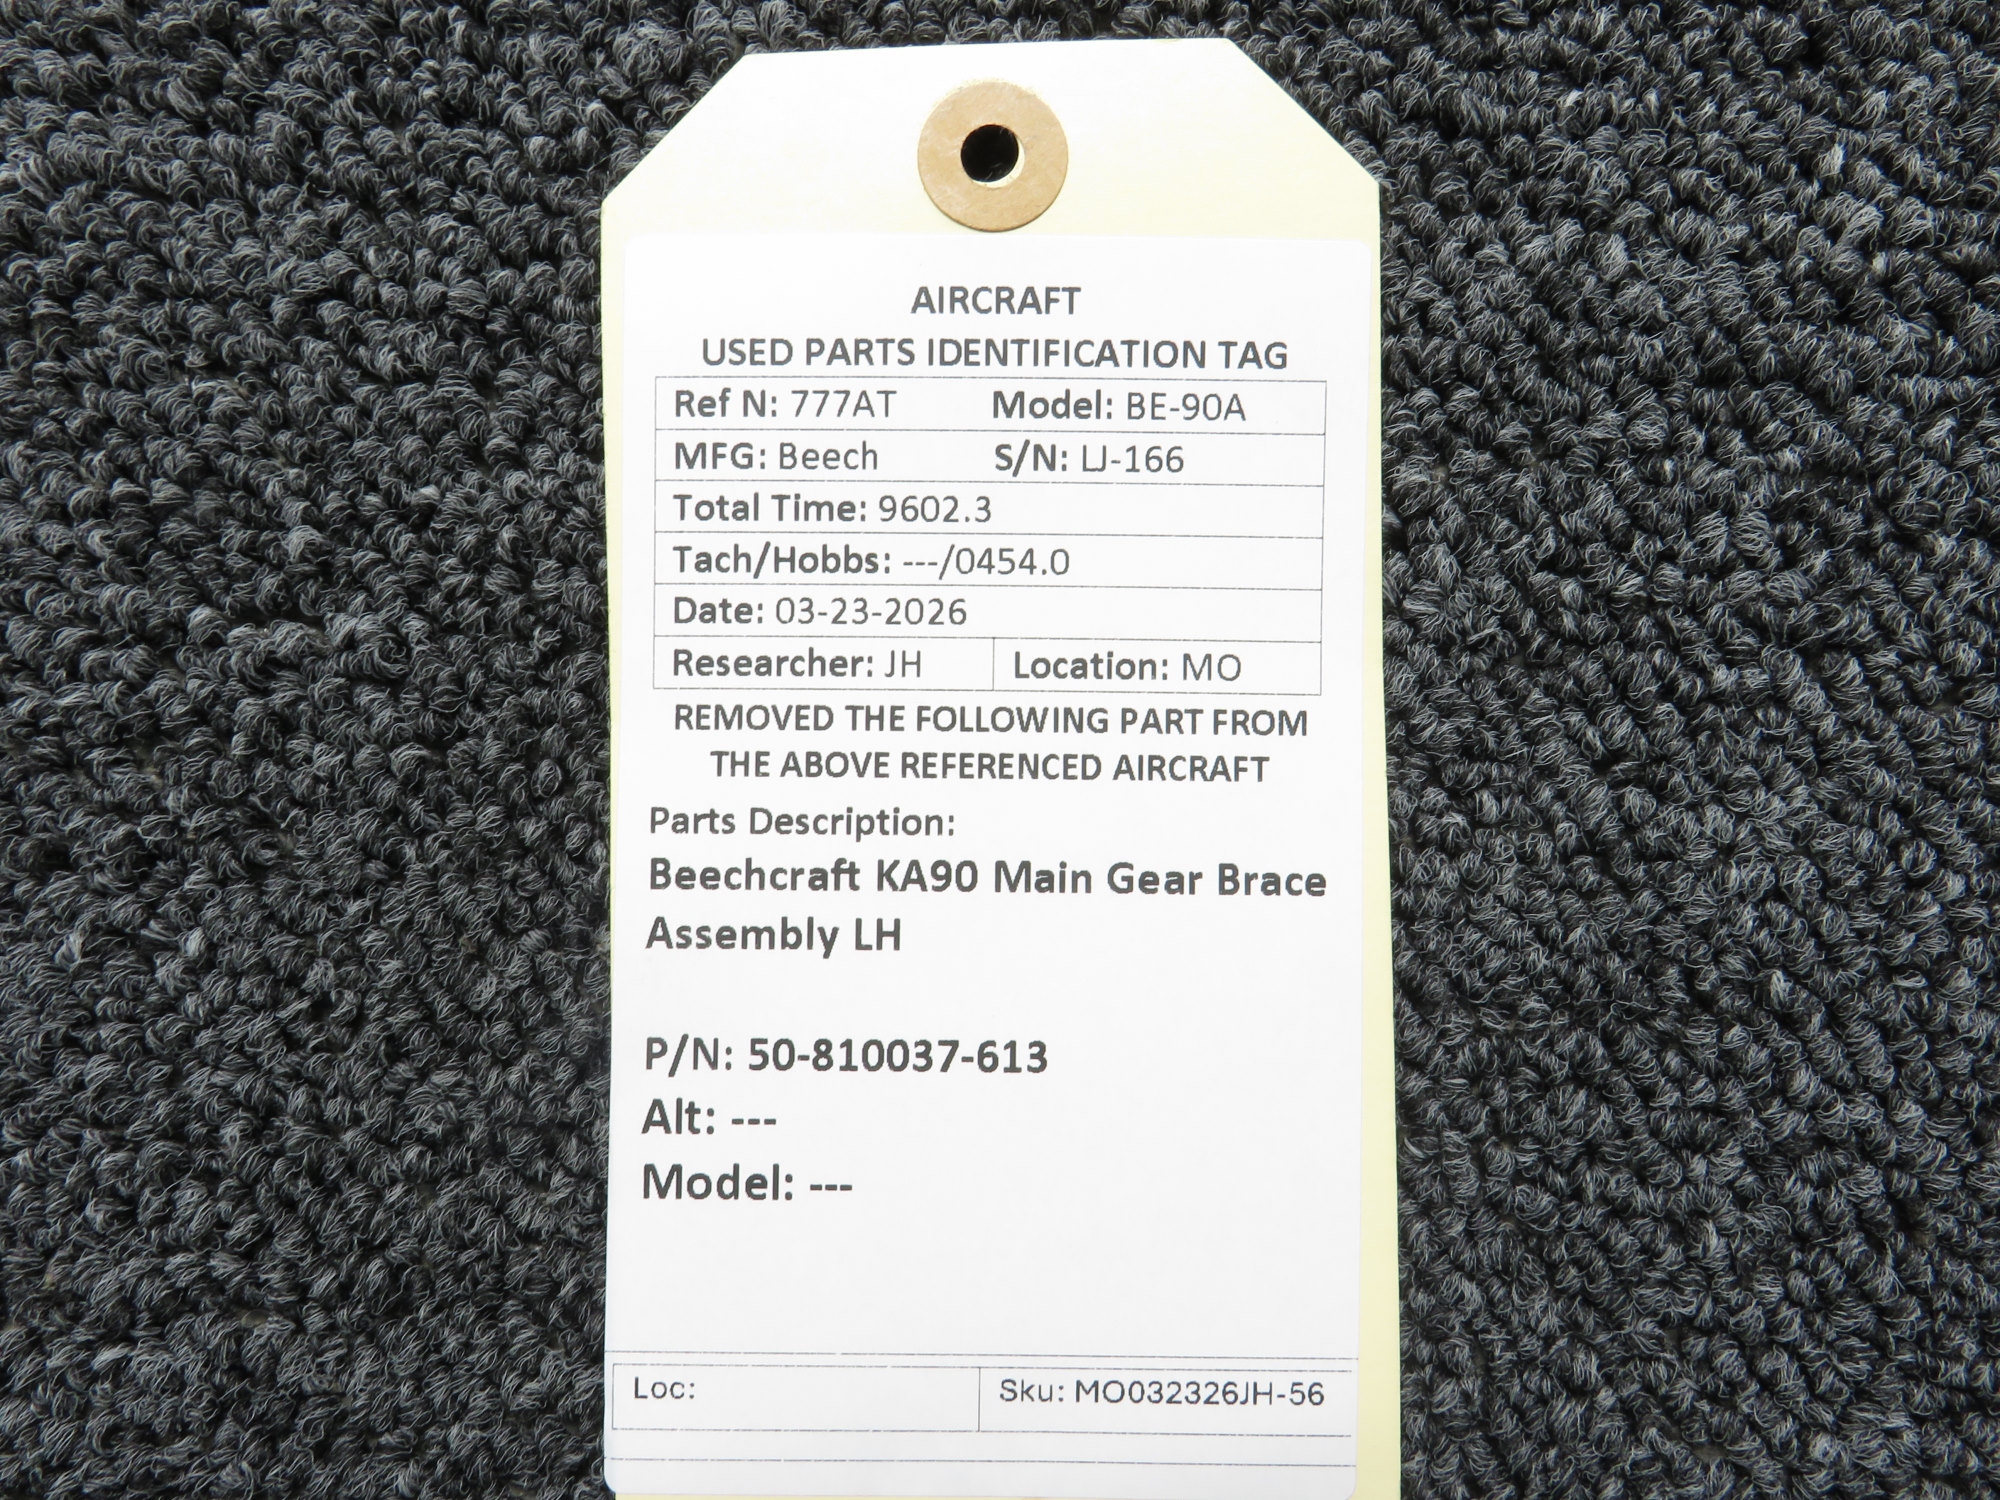 AIRCRAFT
USED PARTS IDENTIFICATION TAG
Ref N: 777AT Model: BE-90A
MFG: Beech S/N: LJ-166
Total Time: 9602.3
Tach/Hobbs: ---/0454.0
Date: 03-23-2026
Researcher: JH Location: MO
REMOVED THE FOLLOWING PART FROM
THE ABOVE REFERENCED AIRCRAFT
Parts Description:
Beechcraft KA90 Main Gear Brace
Assembly LH
P/N: 50-810037-613
Alt: ---
Model: ---
Loc: Sku: MO032326JH-56